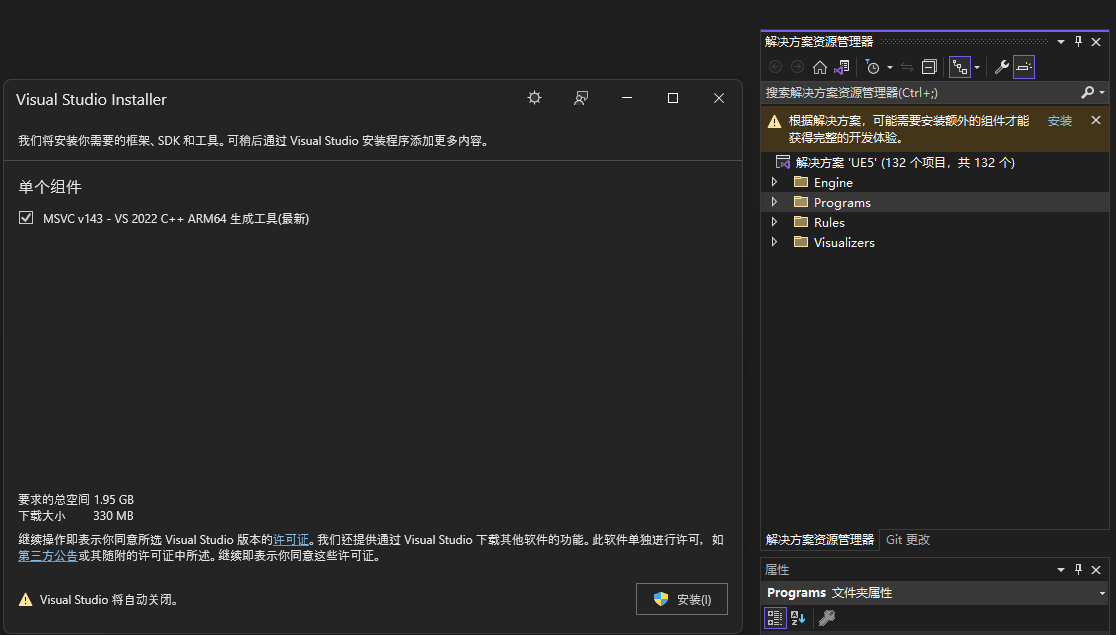 Visual Studio Installer
我们将安装你需要的框架、SDK 和工具。可稍后通过 Visual Studio 安装程序添加更多内容。
单个组件
MSVC v143 - VS 2022 C++ ARM64 生成工具(最新)
要求的总空间 1.95 GB
下载大小 330 MB
继续操作即表示你同意所选 Visual Studio 版本的许可证。我们还提供通过 Visual Studio 下载其他软件的功能。此软件单独进行许可，如
第三方公告或其随附的许可证中所述。继续即表示你同意这些许可证。
Visual Studio 将自动关闭。
安装(I)
解决方案资源管理器
搜索解决方案资源管理器(Ctrl+;)
根据解决方案，可能需要安装额外的组件才能 安装
获得完整的开发体验。
解决方案 'UE5' (132 个项目，共 132 个)
Engine
Programs
Rules
Visualizers
解决方案资源管理器 Git 更改
属性
Programs 文件夹属性